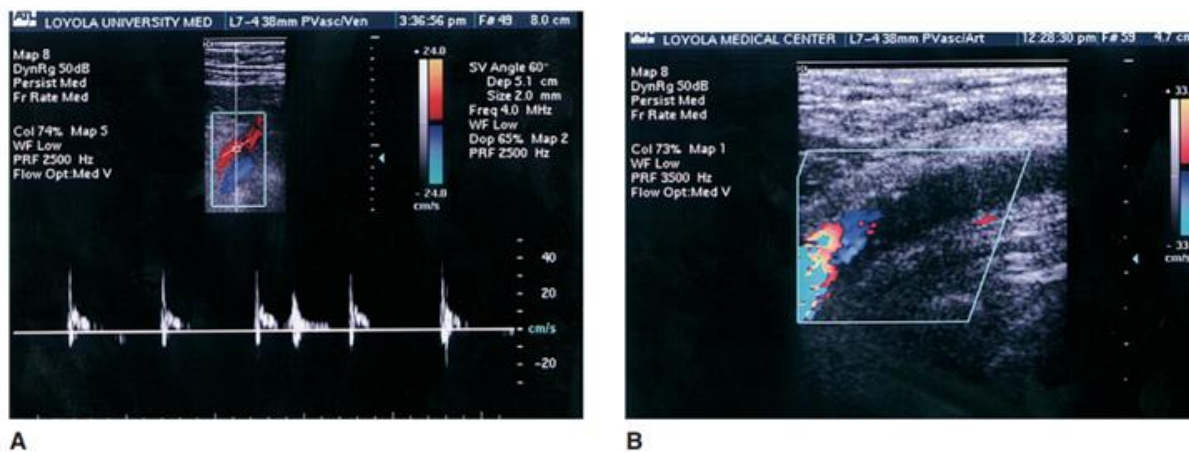 ATL LOYOLA UNIVERSITY MED L7-4 38mm PVasc/Ven 3:36:56 pm F# 49 8.0 cm
Map 8
DynRg 50dB
Persist Med
Fr Rate Med
Col 74% Map 5
WF Low
PRF 2500 Hz
Flow Opt:Med V
+ 24.0
- 24.0
cm/s
SV Angle 60°
Dep 5.1 cm
Size 2.0 mm
Freq 4.0 MHz
WF Low
Dop 65% Map 2
PRF 2500 Hz
40
20
cm/s
-20
A
LOYOLA MEDICAL CENTER L7-4 38mm PVasc/Art 12:28:30 pm F# 59 4.7 cm
Map 8
DynRg 50dB
Persist Med
Fr Rate Med
Col 73% Map 1
WF Low
PRF 3500 Hz
Flow Opt:Med V
+ 33.
- 33.
cm/s
B